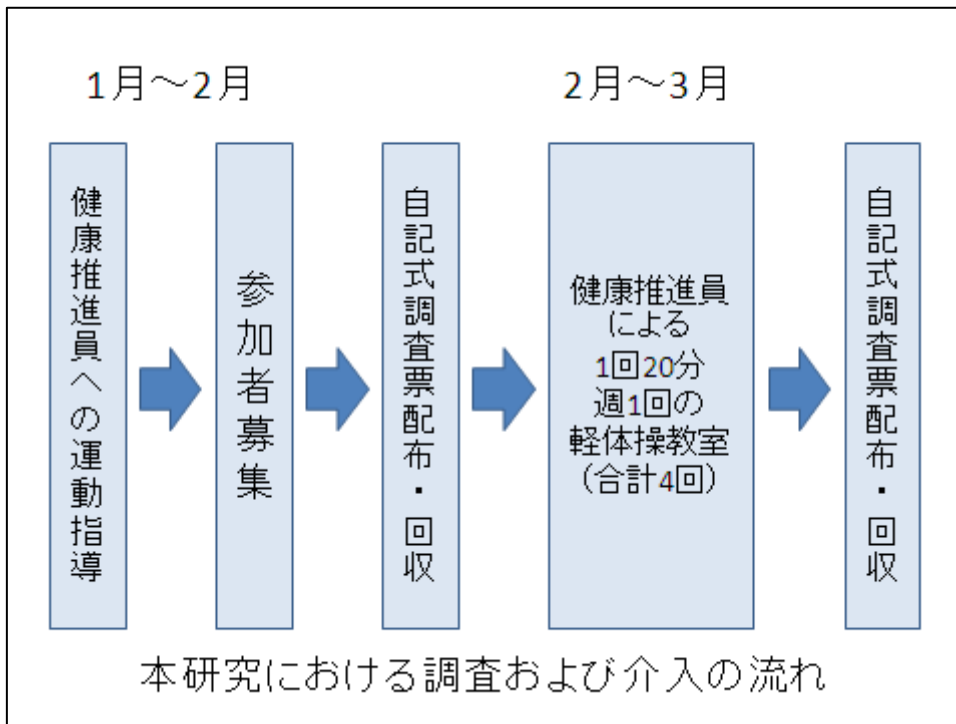 1月～2月
2月～3月
健康推進員への運動指導
参加者募集
自記式調査票配布・回収
健康推進員
による
1回20分
週1回の
軽体操教室
（合計4回）
自記式調査票配布・回収
本研究における調査および介入の流れ